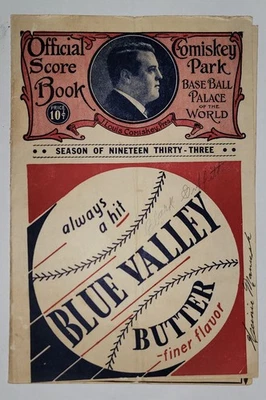 Official
Score
Book
PRICE
10¢
Comiskey
Park
BASE BALL
PALACE
OF THE
WORLD
J. Louis Comiskey Pres.
SEASON OF NINETEEN THIRTY-THREE
always
a hit
BLUE VALLEY
BUTTER
-finer flavor